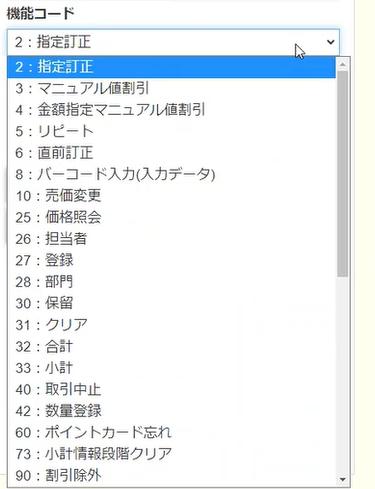 機能コード
2：指定訂正
2：指定訂正
3：マニュアル値割引
4：金額指定マニュアル値割引
5：リピート
6：直前訂正
8：バーコード入力(入力データ)
10：売価変更
25：価格照会
26：担当者
27：登録
28：部門
30：保留
31：クリア
32：合計
33：小計
40：取引中止
42：数量登録
60：ポイントカード忘れ
73：小計情報段階クリア
90：割引除外